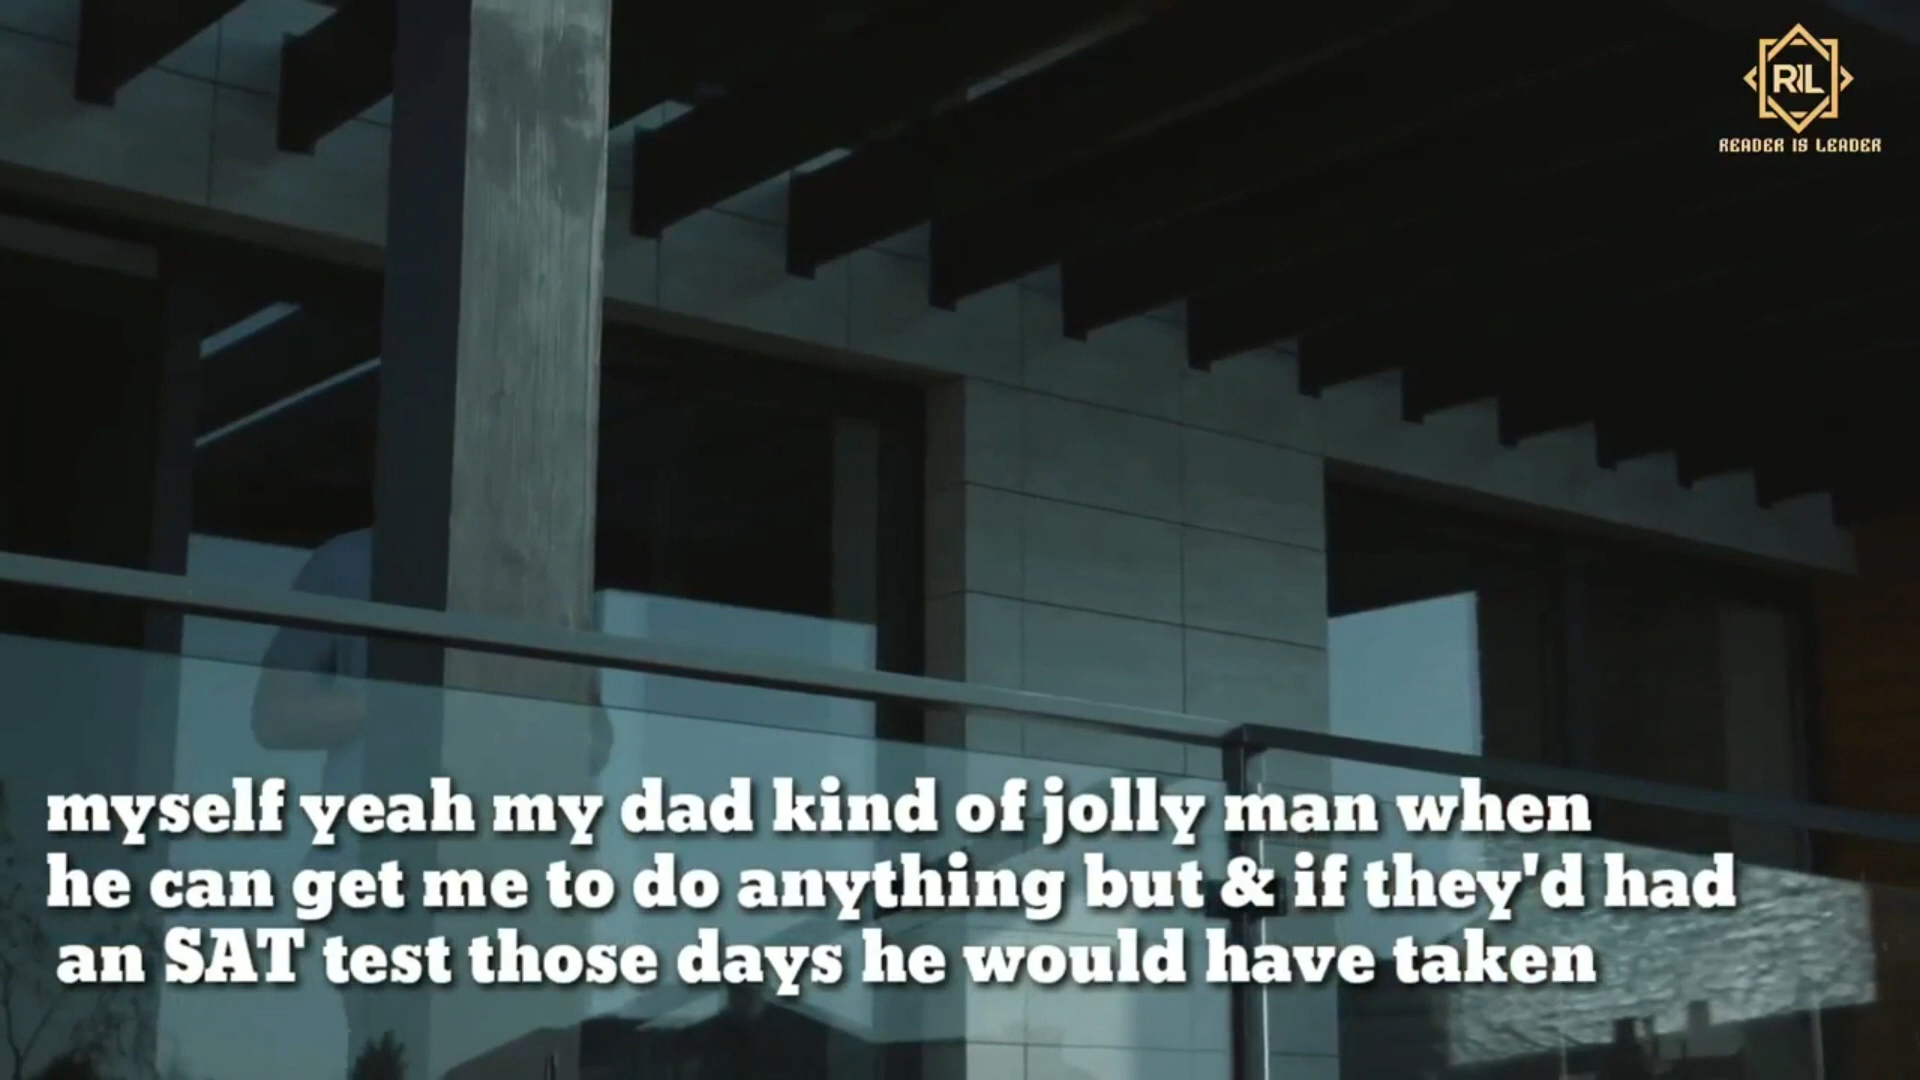 RIL
READER IS LEADER
myself yeah my dad kind of jolly man when
he can get me to do anything but & if they'd had
an SAT test those days he would have taken